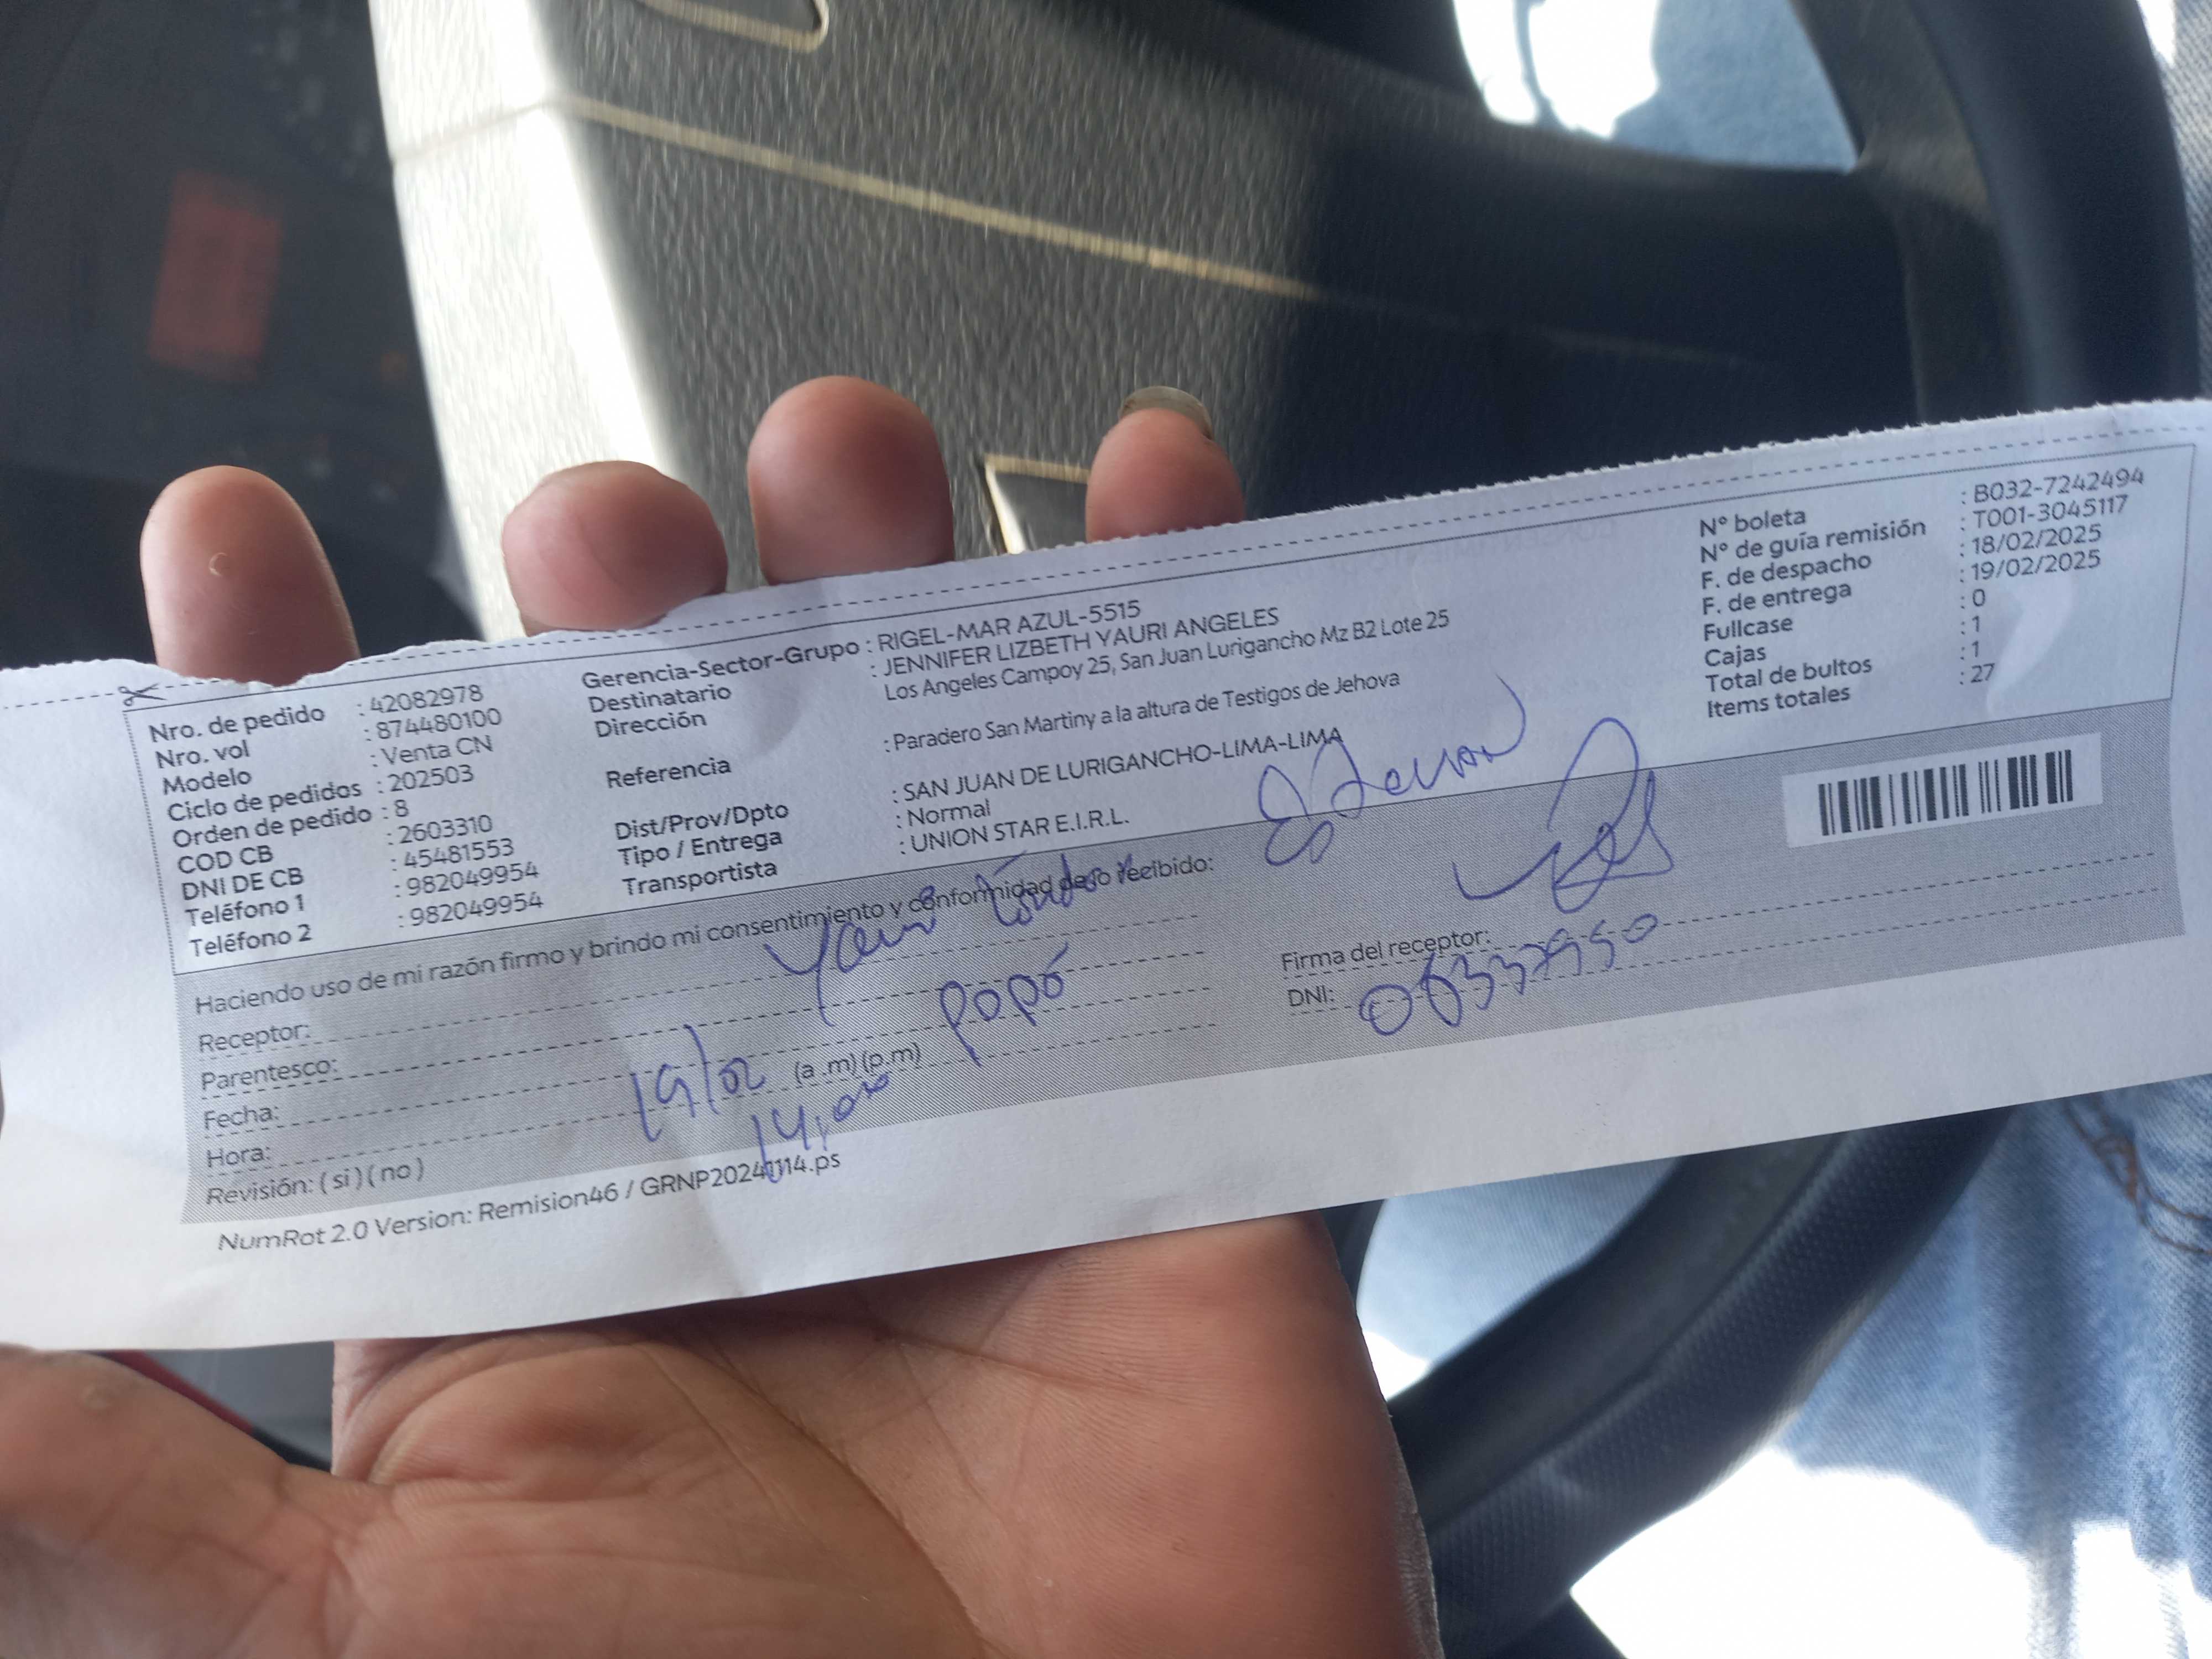 Nro. de pedido : 42082978
Nro. vol : 874480100
Modelo : Venta CN
Ciclo de pedidos : 202503
Orden de pedido : 8
COD CB : 2603310
DNI DE CB : 45481553
Teléfono 1 : 982049954
Teléfono 2 : 982049954
Gerencia-Sector-Grupo : RIGEL-MAR AZUL-5515
Destinatario : JENNIFER LIZBETH YAURI ANGELES
Dirección Los Angeles Campoy 25, San Juan Lurigancho Mz B2 Lote 25
Referencia : Paradero San Martiny a la altura de Testigos de Jehova
Dist/Prov/Dpto : SAN JUAN DE LURIGANCHO-LIMA-LIMA
Tipo / Entrega : Normal
Transportista : UNION STAR E.I.R.L.
N° boleta : B032-7242494
N° de guía remisión : T001-3045117
F. de despacho : 18/02/2025
F. de entrega : 19/02/2025
Fullcase : 0
Cajas : 1
Total de bultos : 1
Items totales : 27
Haciendo uso de mi razón firmo y brindo mi consentimiento y conformidad de lo recibido:
Receptor: Yauri
Parentesco: Papá
Fecha: 19/02
Hora: 14:00 (a .m) (p.m)
Revisión: ( si ) ( no )
Firma del receptor:
DNI:
NumRot 2.0 Version: Remision46 / GRNP20241114.ps